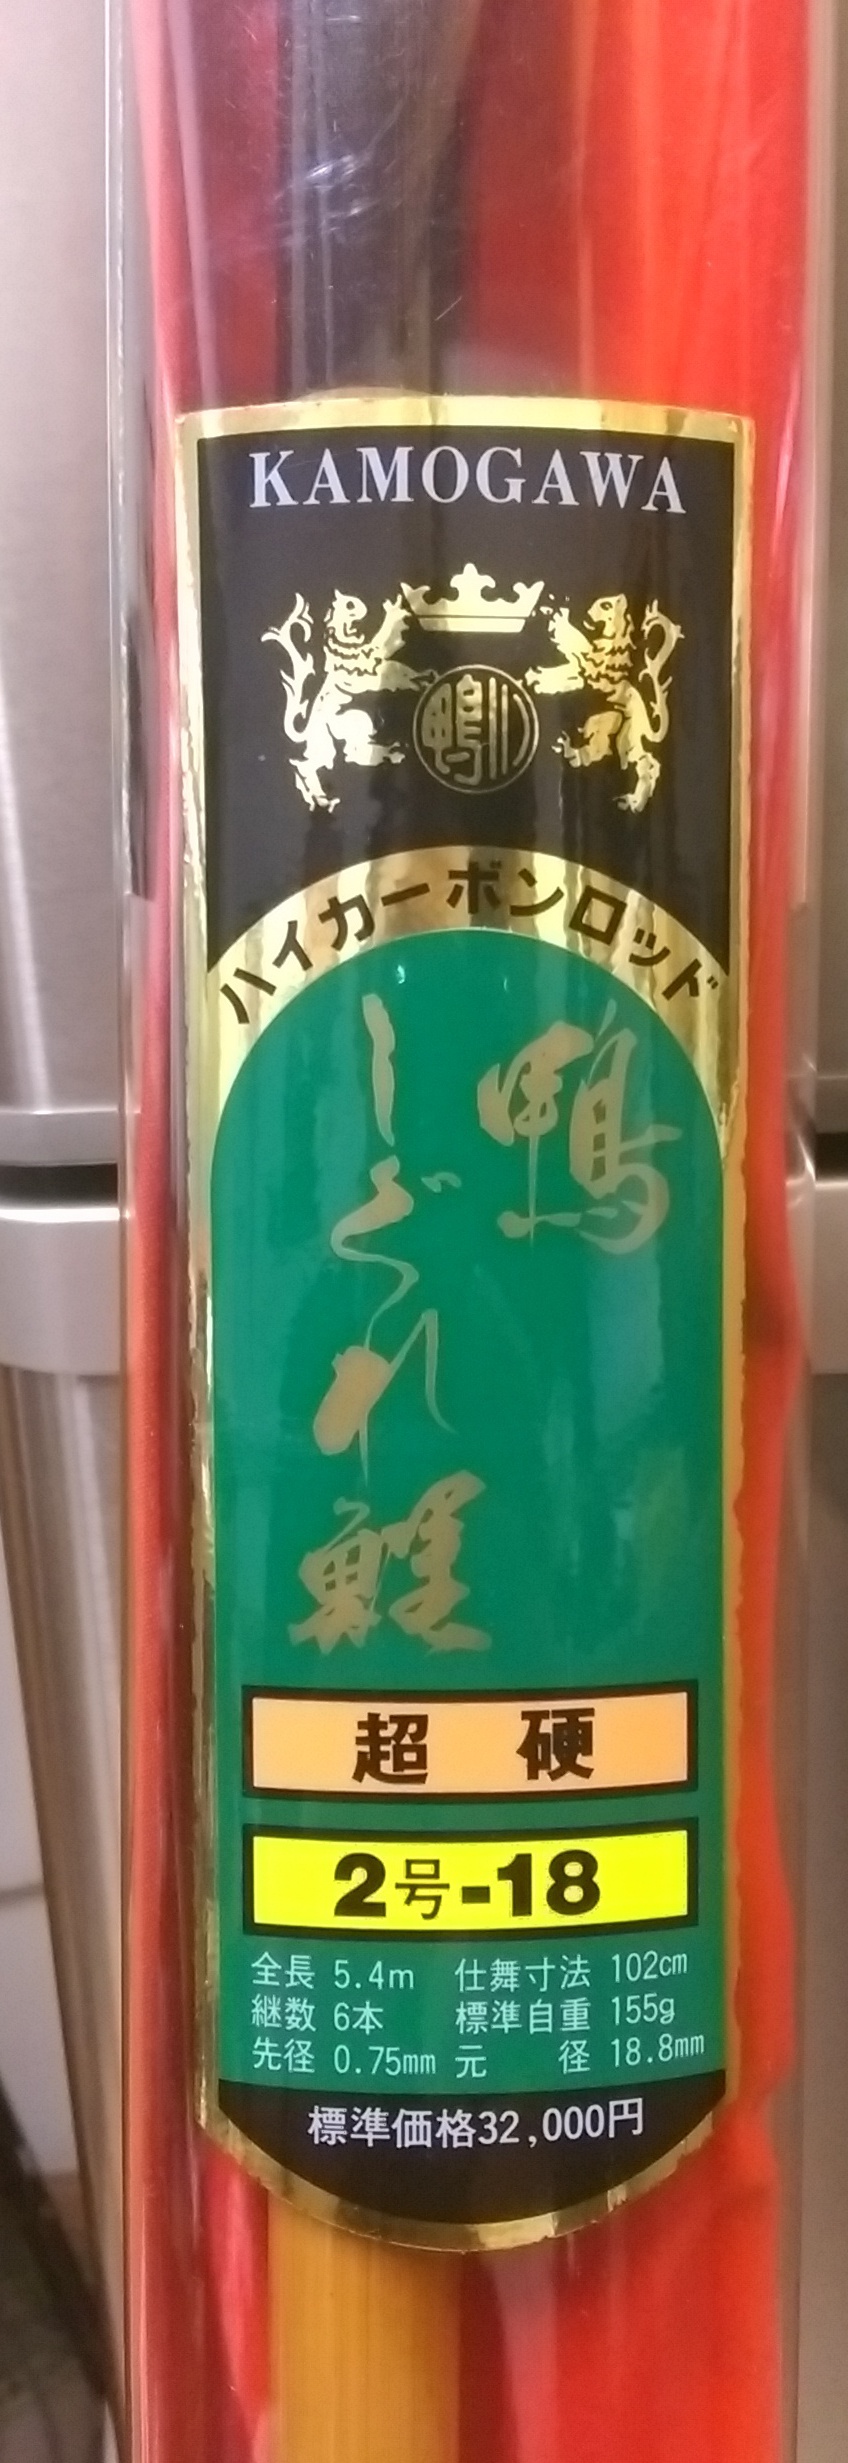 KAMOGAWA
鴨川
ハイカーボンロッド
鴨
しぐれ鯉
超 硬
2号-18
全長 5.4m 仕舞寸法 102cm
継数 6本 標準自重 155g
先径 0.75mm 元 径 18.8mm
標準価格32,000円